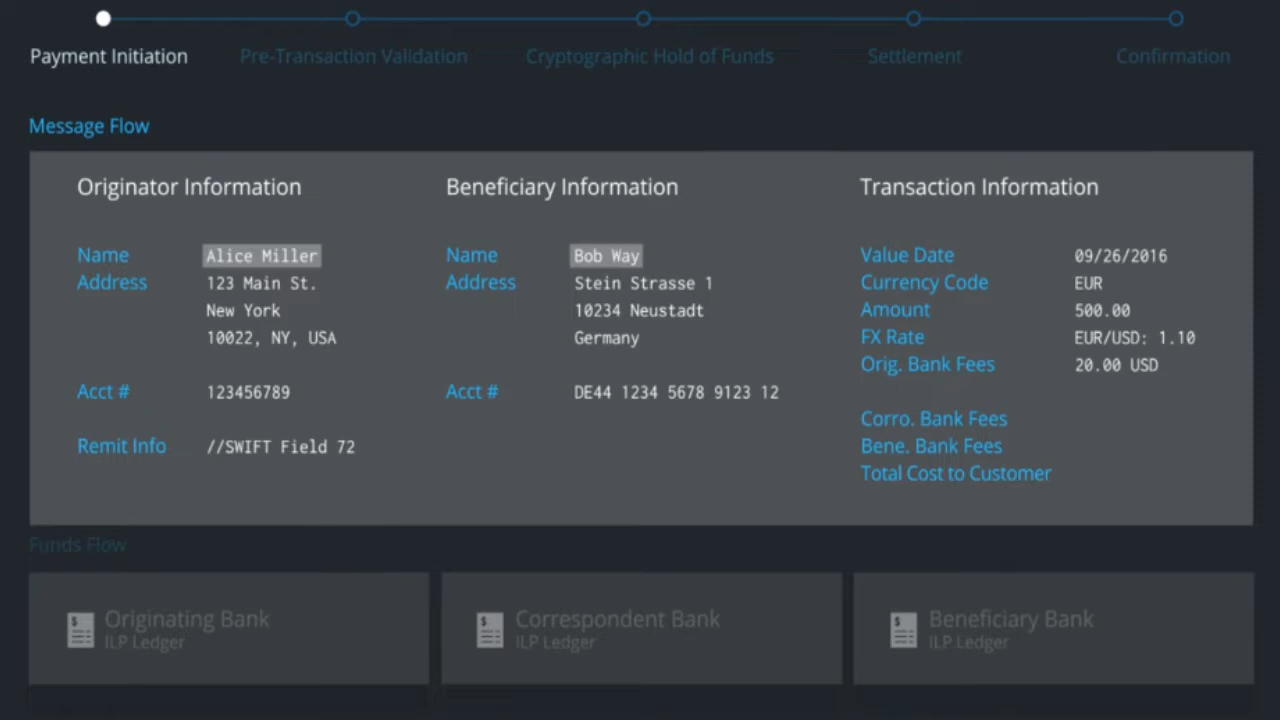 Payment Initiation
Pre-Transaction Validation
Cryptographic Hold of Funds
Settlement
Confirmation
Message Flow
Originator Information
Name Alice Miller
Address 123 Main St.
New York
10022, NY, USA
Acct # 123456789
Remit Info //SWIFT Field 72
Beneficiary Information
Name Bob Way
Address Stein Strasse 1
10234 Neustadt
Germany
Acct # DE44 1234 5678 9123 12
Transaction Information
Value Date 09/26/2016
Currency Code EUR
Amount 500.00
FX Rate EUR/USD: 1.10
Orig. Bank Fees 20.00 USD
Corro. Bank Fees
Bene. Bank Fees
Total Cost to Customer
Funds Flow
$ Originating Bank
ILP Ledger
$ Correspondent Bank
ILP Ledger
$ Beneficiary Bank
ILP Ledger